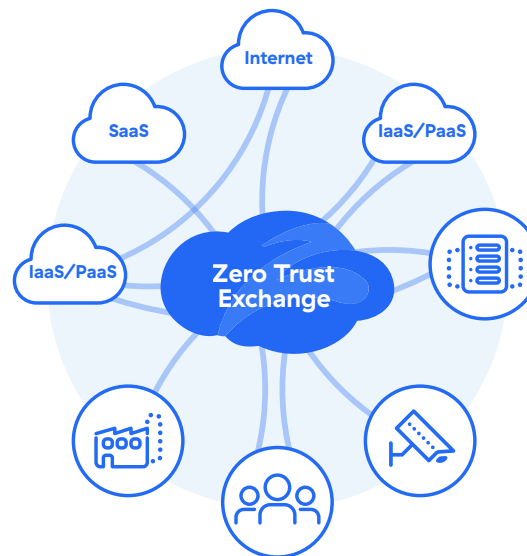 Internet
SaaS
IaaS/PaaS
IaaS/PaaS
Zero Trust
Exchange